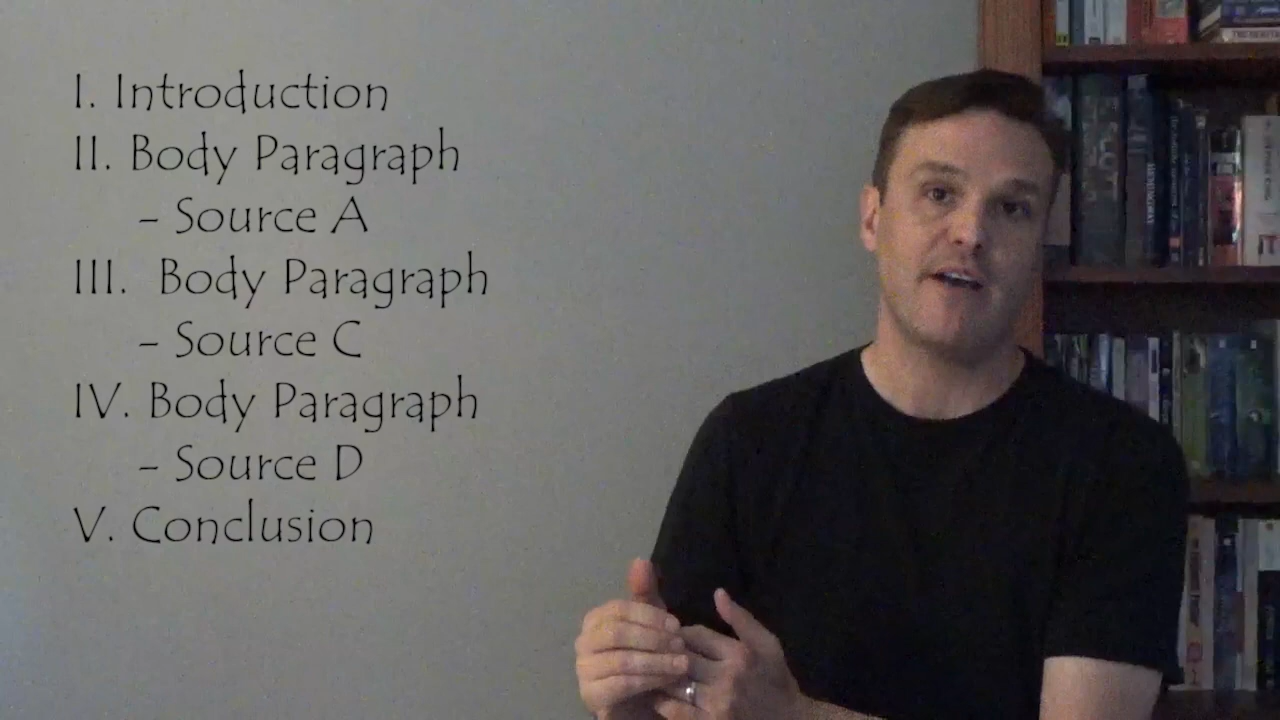 I. Introduction
II. Body Paragraph
- Source A
III. Body Paragraph
- Source C
IV. Body Paragraph
- Source D
V. Conclusion